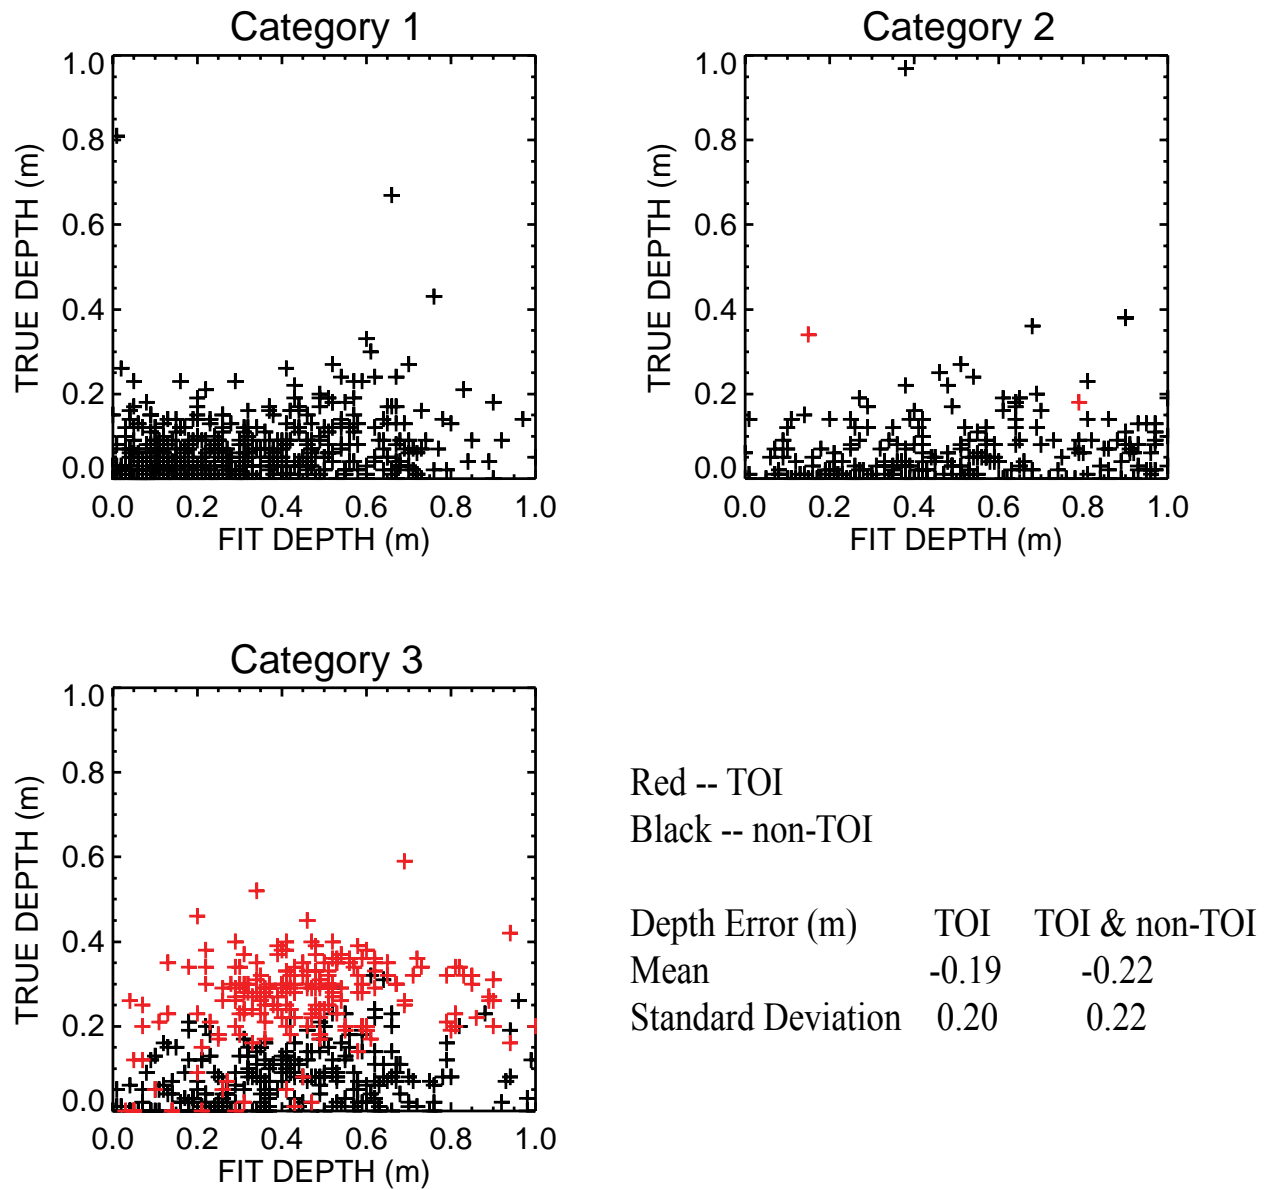 Category 1
1.0
0.8
0.6
0.4
0.2
0.0
TRUE DEPTH (m)
0.0 0.2 0.4 0.6 0.8 1.0
FIT DEPTH (m)
Category 2
1.0
0.8
0.6
0.4
0.2
0.0
TRUE DEPTH (m)
0.0 0.2 0.4 0.6 0.8 1.0
FIT DEPTH (m)
Category 3
1.0
0.8
0.6
0.4
0.2
0.0
TRUE DEPTH (m)
0.0 0.2 0.4 0.6 0.8 1.0
FIT DEPTH (m)
Red -- TOI
Black -- non-TOI
Depth Error (m) TOI TOI & non-TOI
Mean -0.19 -0.22
Standard Deviation 0.20 0.22